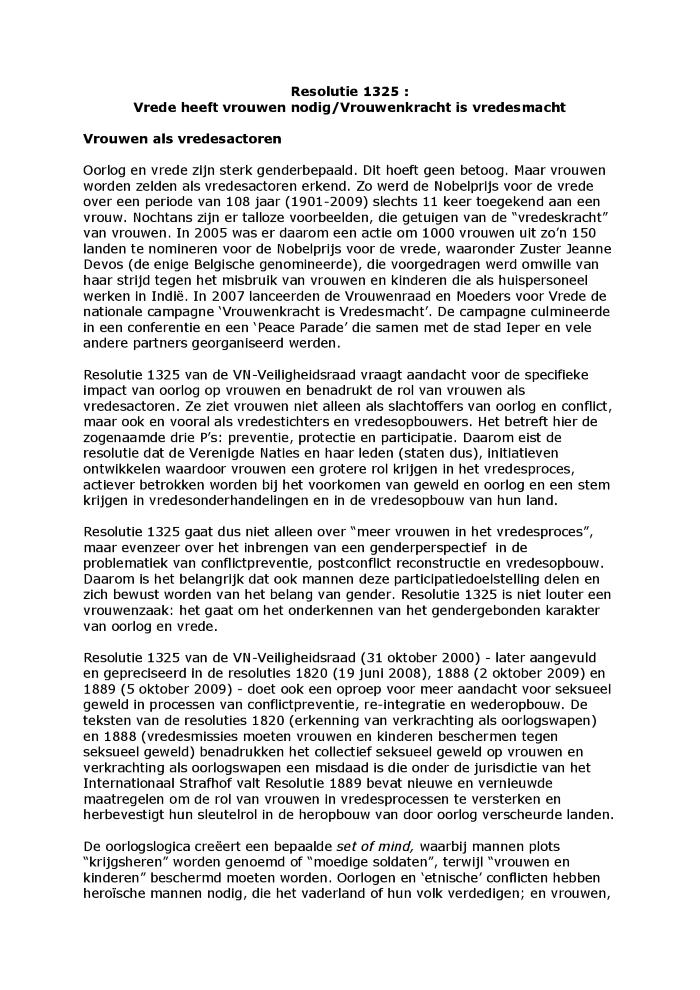 Resolutie 1325 :
Vrede heeft vrouwen nodig/Vrouwenkracht is vredesmacht
Vrouwen als vredesactoren
Oorlog en vrede zijn sterk genderbepaald. Dit hoeft geen betoog. Maar vrouwen
worden zelden als vredesactoren erkend. Zo werd de Nobelprijs voor de vrede
over een periode van 108 jaar (1901-2009) slechts 11 keer toegekend aan een
vrouw. Nochtans zijn er talloze voorbeelden, die getuigen van de “vredeskracht”
van vrouwen. In 2005 was er daarom een actie om 1000 vrouwen uit zo’n 150
landen te nomineren voor de Nobelprijs voor de vrede, waaronder Zuster Jeanne
Devos (de enige Belgische genomineerde), die voorgedragen werd omwille van
haar strijd tegen het misbruik van vrouwen en kinderen die als huispersoneel
werken in Indië. In 2007 lanceerden de Vrouwenraad en Moeders voor Vrede de
nationale campagne ‘Vrouwenkracht is Vredesmacht’. De campagne culmineerde
in een conferentie en een ‘Peace Parade’ die samen met de stad Ieper en vele
andere partners georganiseerd werden.
Resolutie 1325 van de VN-Veiligheidsraad vraagt aandacht voor de specifieke
impact van oorlog op vrouwen en benadrukt de rol van vrouwen als
vredesactoren. Ze ziet vrouwen niet alleen als slachtoffers van oorlog en conflict,
maar ook en vooral als vredestichters en vredesopbouwers. Het betreft hier de
zogenaamde drie P’s: preventie, protectie en participatie. Daarom eist de
resolutie dat de Verenigde Naties en haar leden (staten dus), initiatieven
ontwikkelen waardoor vrouwen een grotere rol krijgen in het vredesproces,
actiever betrokken worden bij het voorkomen van geweld en oorlog en een stem
krijgen in vredesonderhandelingen en in de vredesopbouw van hun land.
Resolutie 1325 gaat dus niet alleen over “meer vrouwen in het vredesproces”,
maar evenzeer over het inbrengen van een genderperspectief in de
problematiek van conflictpreventie, postconflict reconstructie en vredesopbouw.
Daarom is het belangrijk dat ook mannen deze participatiedoelstelling delen en
zich bewust worden van het belang van gender. Resolutie 1325 is niet louter een
vrouwenzaak: het gaat om het onderkennen van het gendergebonden karakter
van oorlog en vrede.
Resolutie 1325 van de VN-Veiligheidsraad (31 oktober 2000) - later aangevuld
en gepreciseerd in de resoluties 1820 (19 juni 2008), 1888 (2 oktober 2009) en
1889 (5 oktober 2009) - doet ook een oproep voor meer aandacht voor seksueel
geweld in processen van conflictpreventie, re-integratie en wederopbouw. De
teksten van de resoluties 1820 (erkenning van verkrachting als oorlogswapen)
en 1888 (vredesmissies moeten vrouwen en kinderen beschermen tegen
seksueel geweld) benadrukken het collectief seksueel geweld op vrouwen en
verkrachting als oorlogswapen een misdaad is die onder de jurisdictie van het
Internationaal Strafhof valt Resolutie 1889 bevat nieuwe en vernieuwde
maatregelen om de rol van vrouwen in vredesprocessen te versterken en
herbevestigt hun sleutelrol in de heropbouw van door oorlog verscheurde landen.
De oorlogslogica creëert een bepaalde set of mind, waarbij mannen plots
“krijgsheren” worden genoemd of “moedige soldaten”, terwijl “vrouwen en
kinderen” beschermd moeten worden. Oorlogen en ‘etnische’ conflicten hebben
heroïsche mannen nodig, die het vaderland of hun volk verdedigen; en vrouwen,